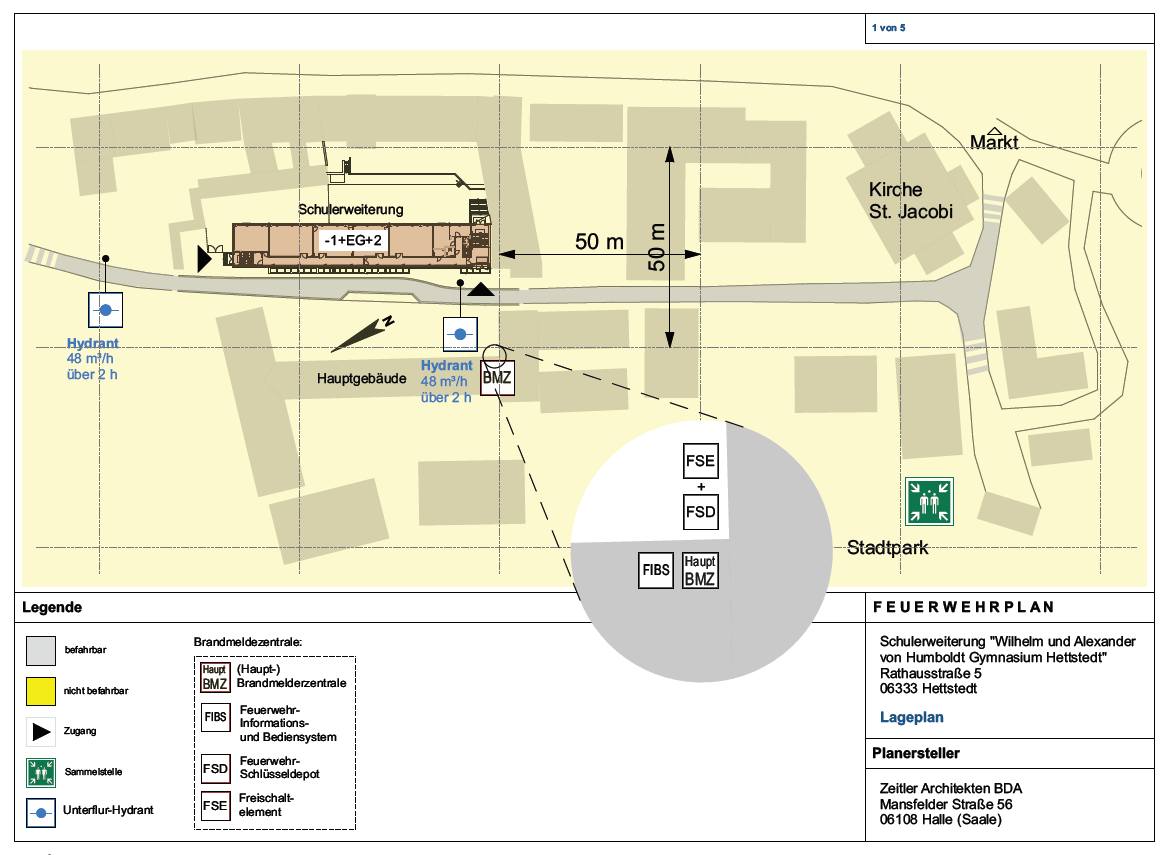 1 von 5
Markt
Kirche
St. Jacobi
Schulerweiterung
-1+EG+2
50 m
50 m
N
Hydrant
48 m³/h
über 2 h
Hydrant
48 m³/h
über 2 h
Hauptgebäude
BMZ
FSE
+
FSD
FIBS
Haupt
BMZ
Stadtpark
Legende
befahrbar
nicht befahrbar
Zugang
Sammelstelle
Unterflur-Hydrant
Brandmeldezentrale:
Haupt
BMZ
(Haupt-)
Brandmelderzentrale
FIBS
Feuerwehr-
Informations-
und Bediensystem
FSD
Feuerwehr-
Schlüsseldepot
FSE
Freischalt-
element
FEUERWEHRPLAN
Schulerweiterung "Wilhelm und Alexander
von Humboldt Gymnasium Hettstedt"
Rathausstraße 5
06333 Hettstedt
Lageplan
Planersteller
Zeitler Architekten BDA
Mansfelder Straße 56
06108 Halle (Saale)